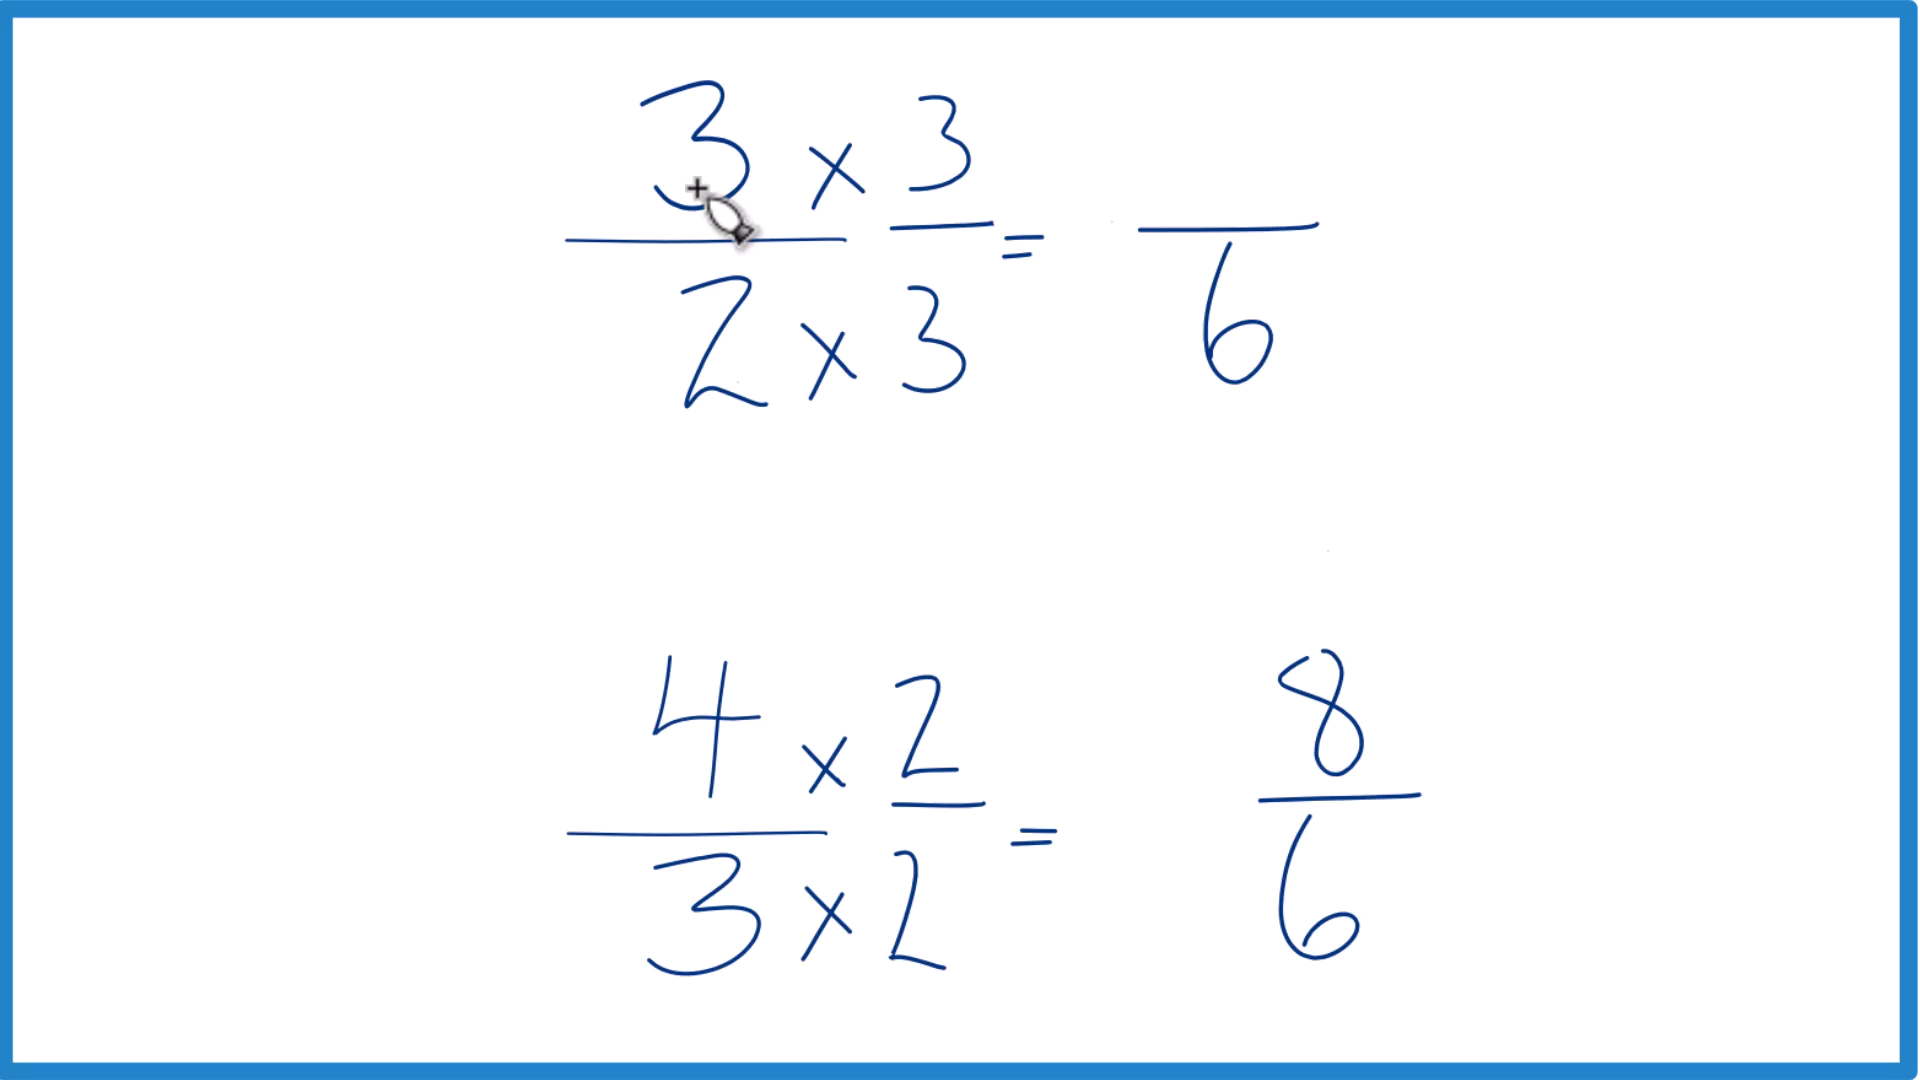 3 × 3
2 × 3 = 6
4 × 2 8
3 × 2 = 6